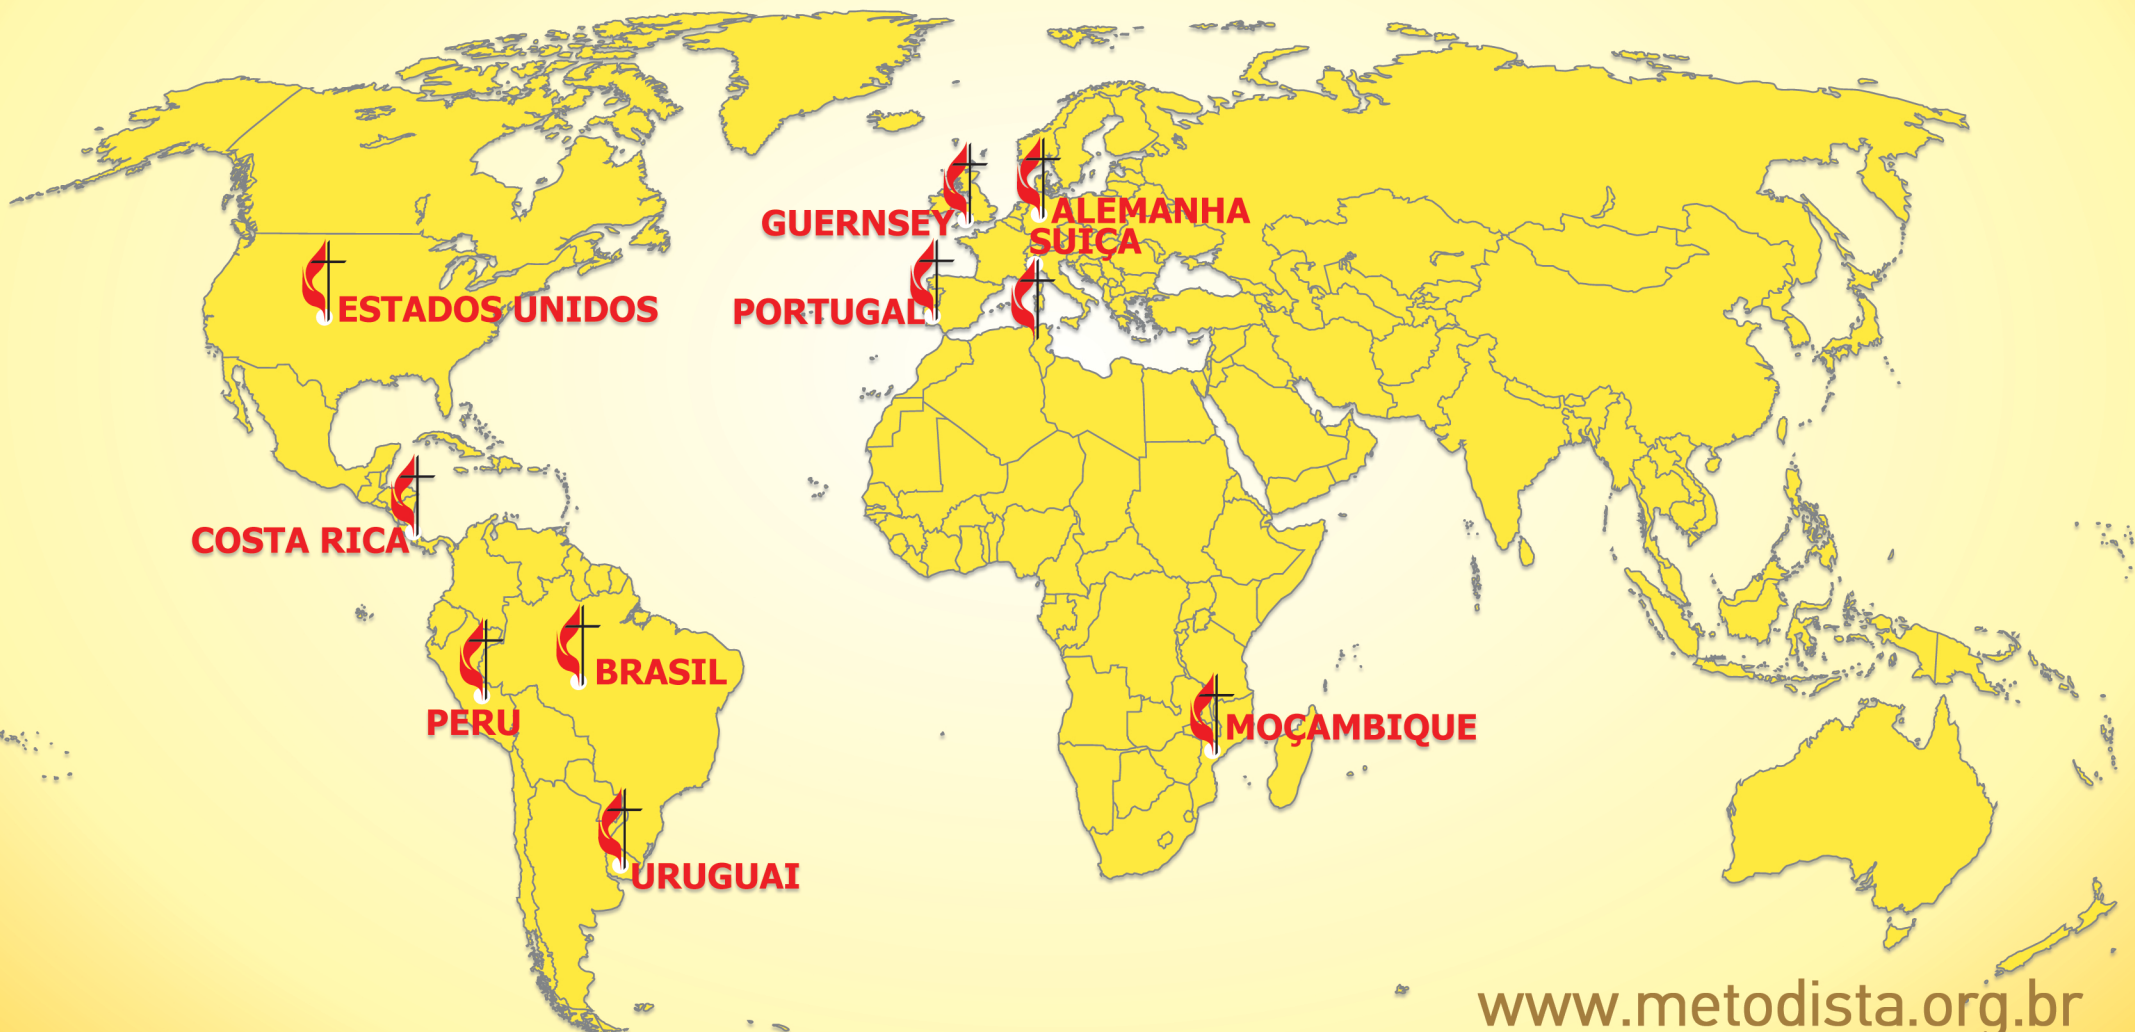 GUERNSEY
ALEMANHA
SUIÇA
ESTADOS UNIDOS
PORTUGAL
COSTA RICA
BRASIL
PERU
MOÇAMBIQUE
URUGUAI
www.metodista.org.br